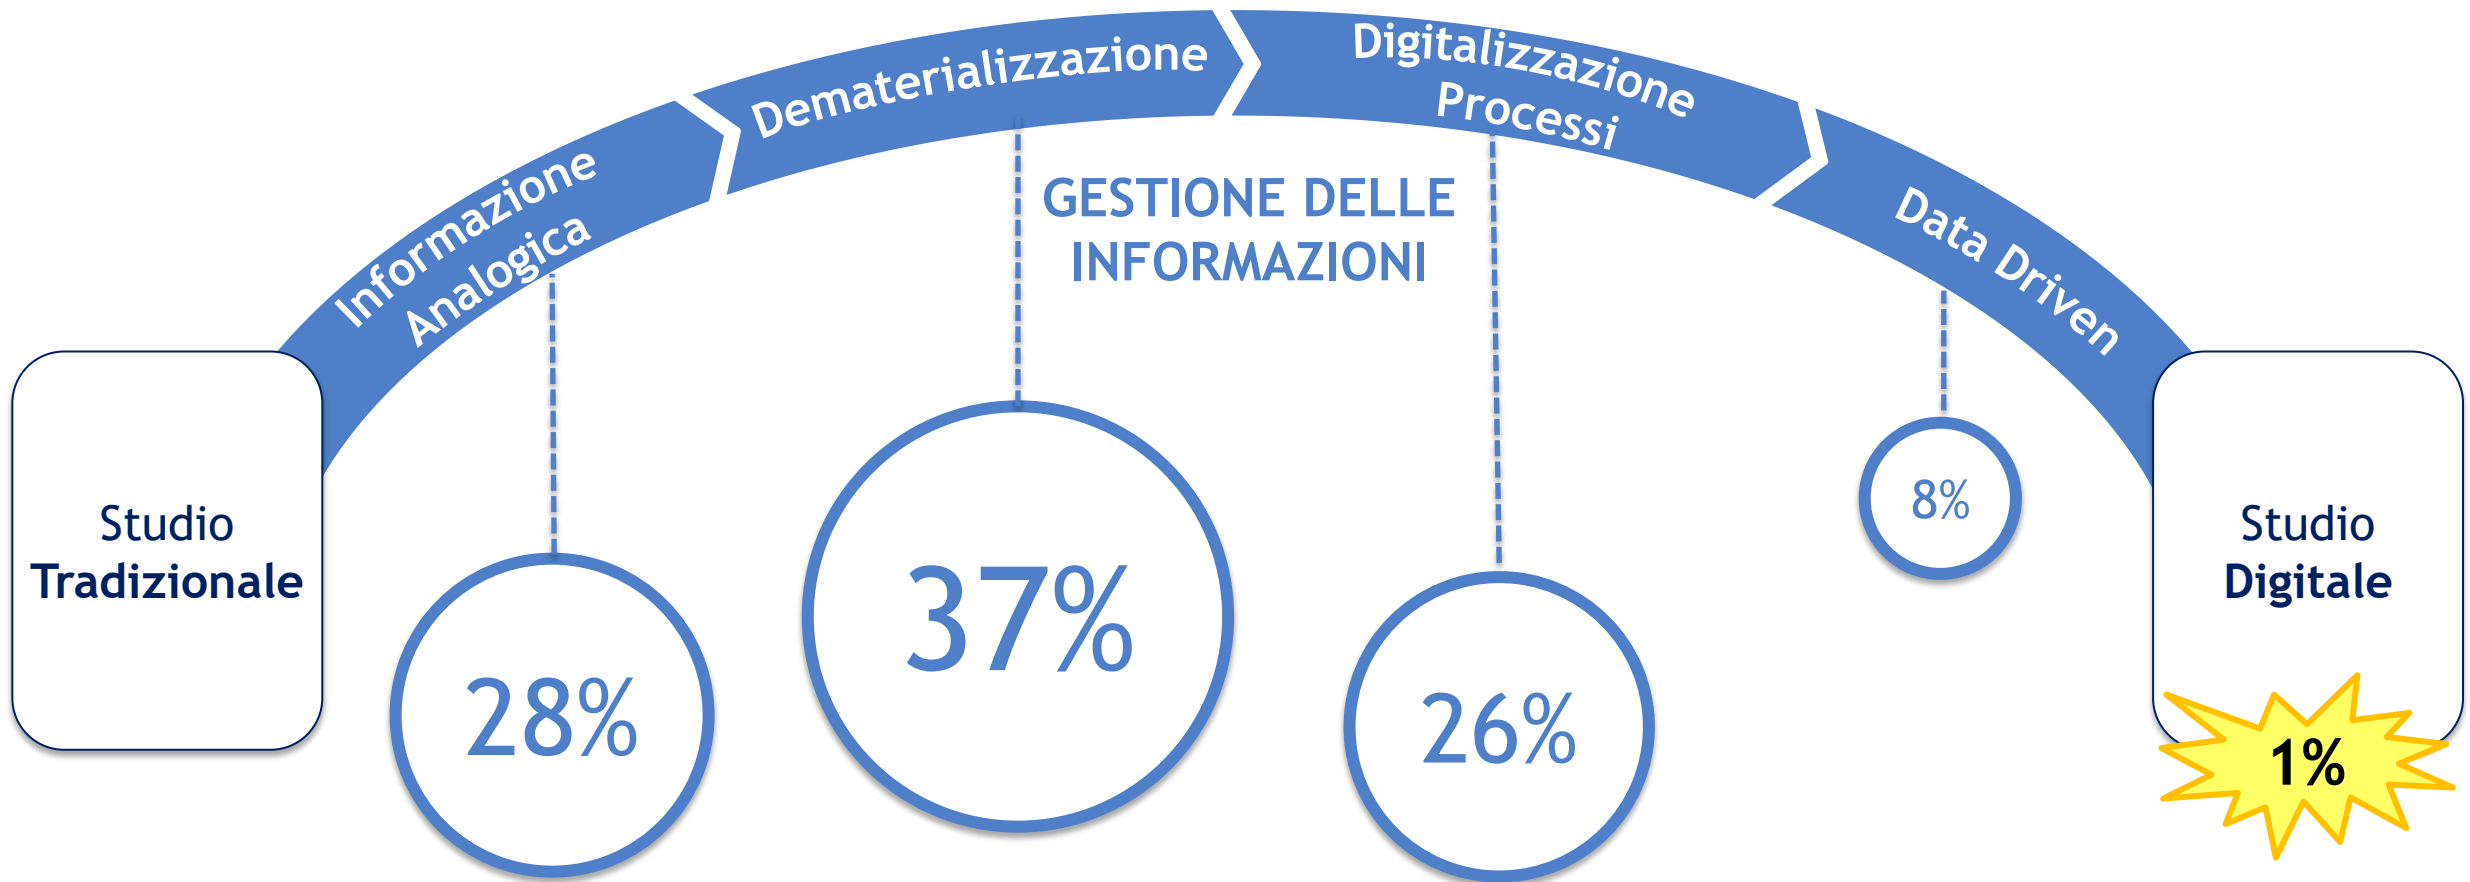 Informazione
Analogica
Dematerializzazione
Digitalizzazione
Processi
Data Driven
GESTIONE DELLE
INFORMAZIONI
Studio
Tradizionale
28%
37%
26%
8%
Studio
Digitale
1%